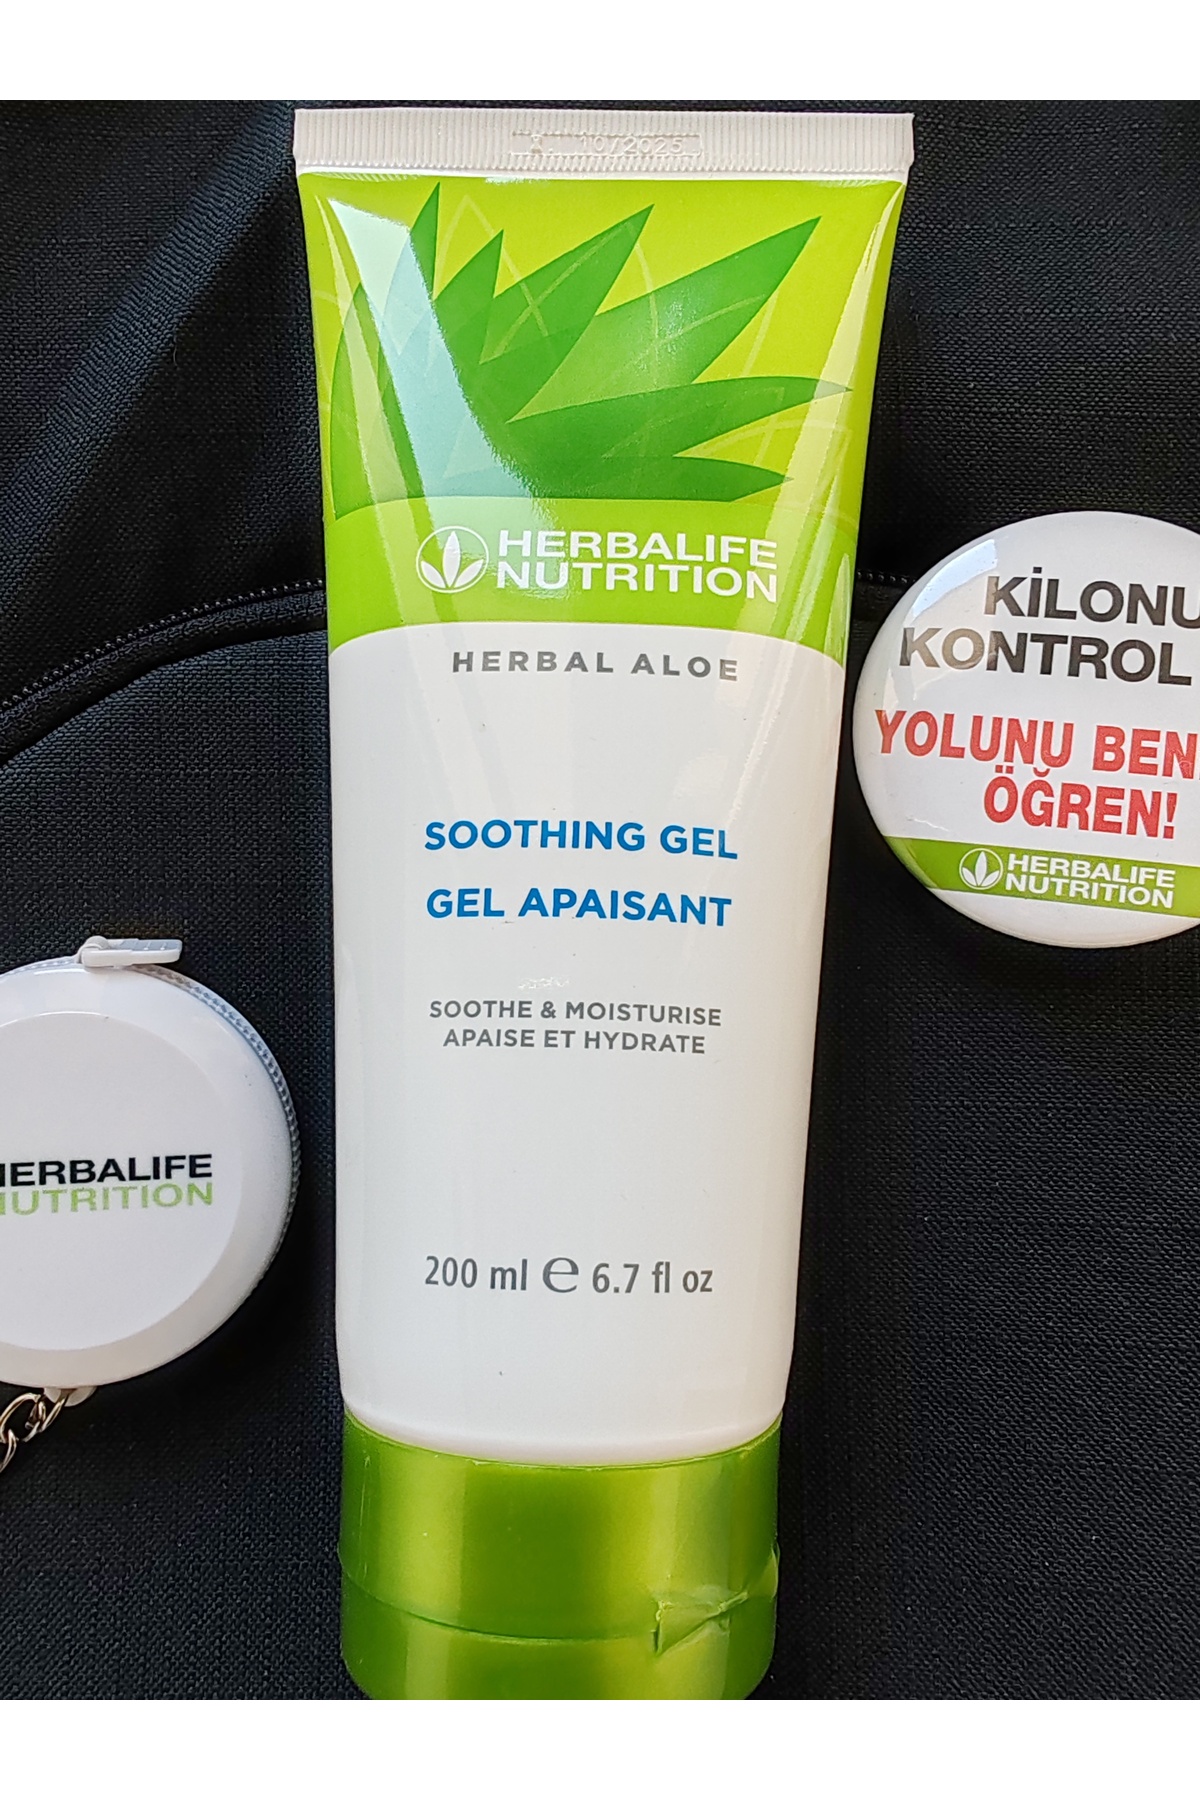 10/2025
HERBALIFE
NUTRITION
HERBAL ALOE
SOOTHING GEL
GEL APAISANT
SOOTHE & MOISTURISE
APAISE ET HYDRATE
200 ml e 6.7 fl oz
KİLONU
KONTROL
YOLUNU BEN
ÖĞREN!
HERBALIFE
NUTRITION
HERBALIFE
NUTRITION